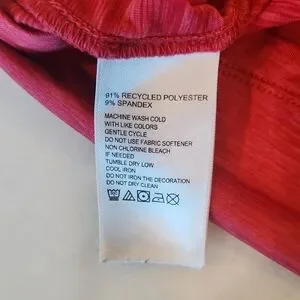 91% RECYCLED POLYESTER
9% SPANDEX
MACHINE WASH COLD
WITH LIKE COLORS
GENTLE CYCLE
DO NOT USE FABRIC SOFTENER
NON CHLORINE BLEACH
IF NEEDED
TUMBLE DRY LOW
COOL IRON
DO NOT IRON THE DECORATION
DO NOT DRY CLEAN